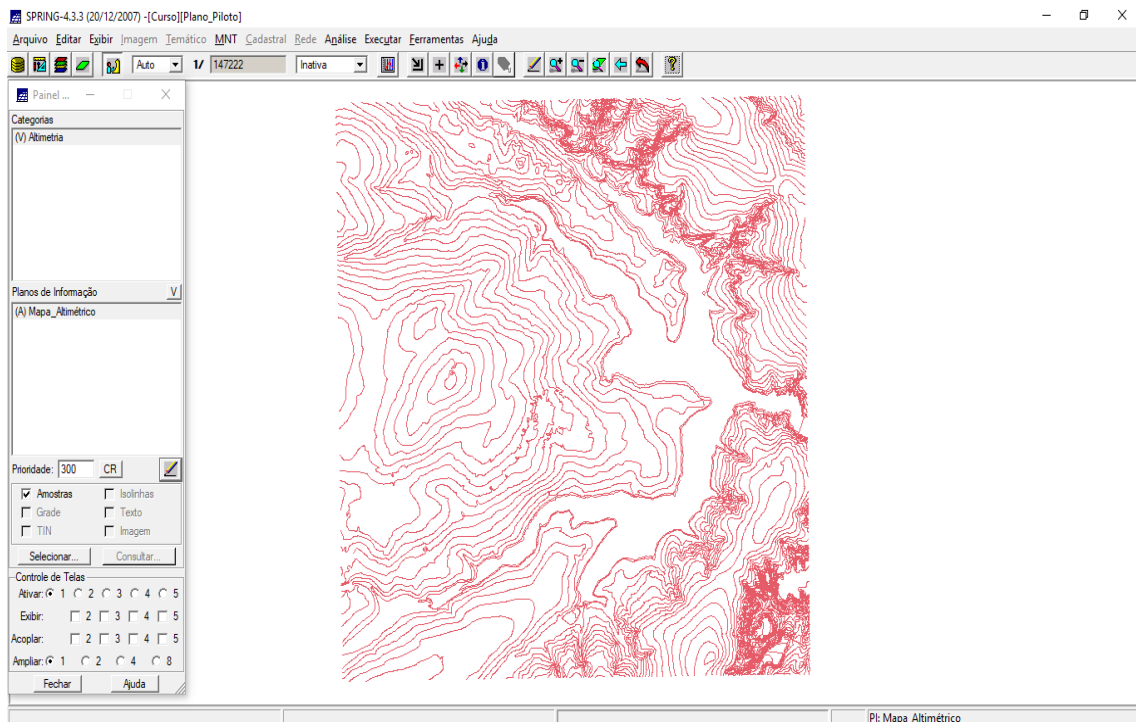 SPRING-4.3.3 (20/12/2007) -[Curso][Plano_Piloto]
Arquivo Editar Exibir Imagem Temático MNT Cadastral Rede Análise Executar Ferramentas Ajuda
Auto 1/ 147222 Inativa
Painel ...
Categorias
(V) Altimetria
Planos de Informação V
(A) Mapa_Altimétrico
Prioridade: 300 CR
Amostras Isolinhas
Grade Texto
TIN Imagem
Selecionar... Consultar...
Controle de Telas
Ativar: 1 2 3 4 5
Exibir: 2 3 4 5
Acoplar: 2 3 4 5
Ampliar: 1 2 4 8
Fechar Ajuda
PI: Mapa_Altimétrico